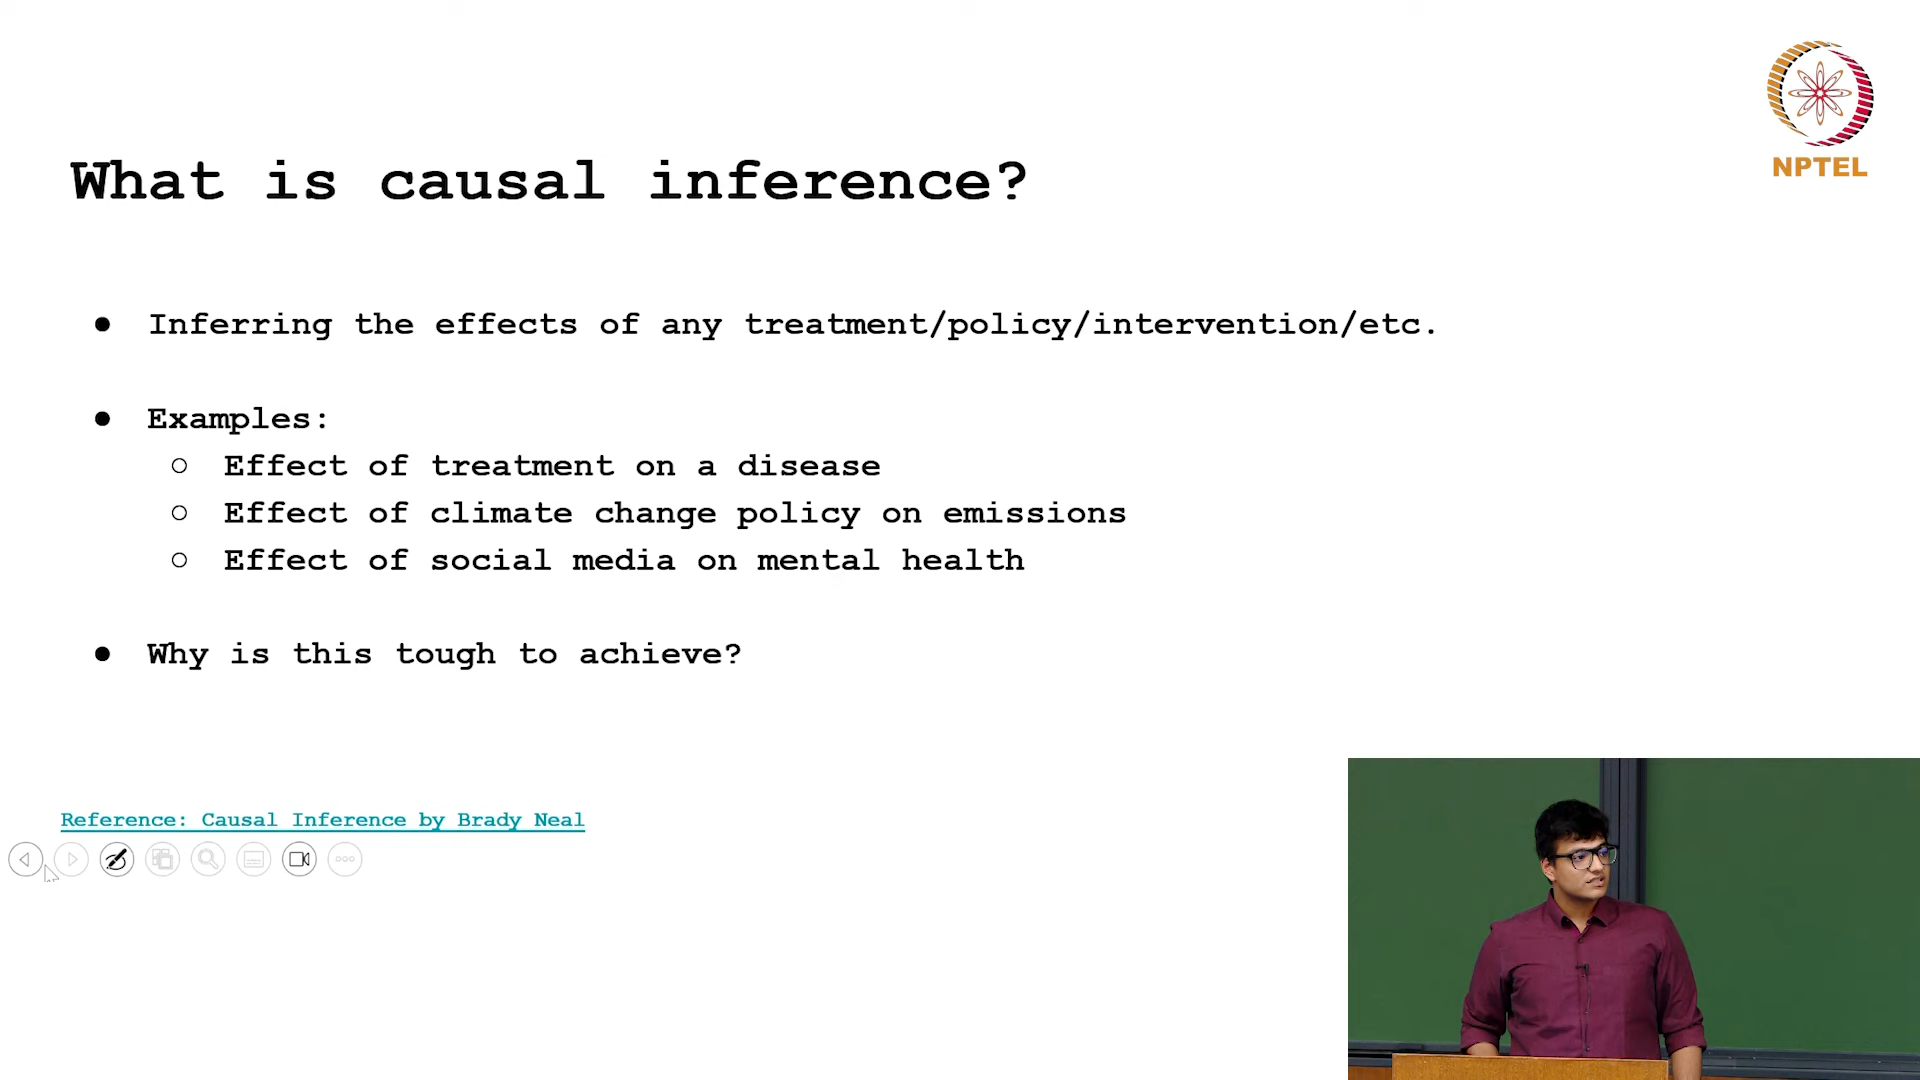 NPTEL
What is causal inference?
● Inferring the effects of any treatment/policy/intervention/etc.
● Examples:
○ Effect of treatment on a disease
○ Effect of climate change policy on emissions
○ Effect of social media on mental health
● Why is this tough to achieve?
Reference: Causal Inference by Brady Neal